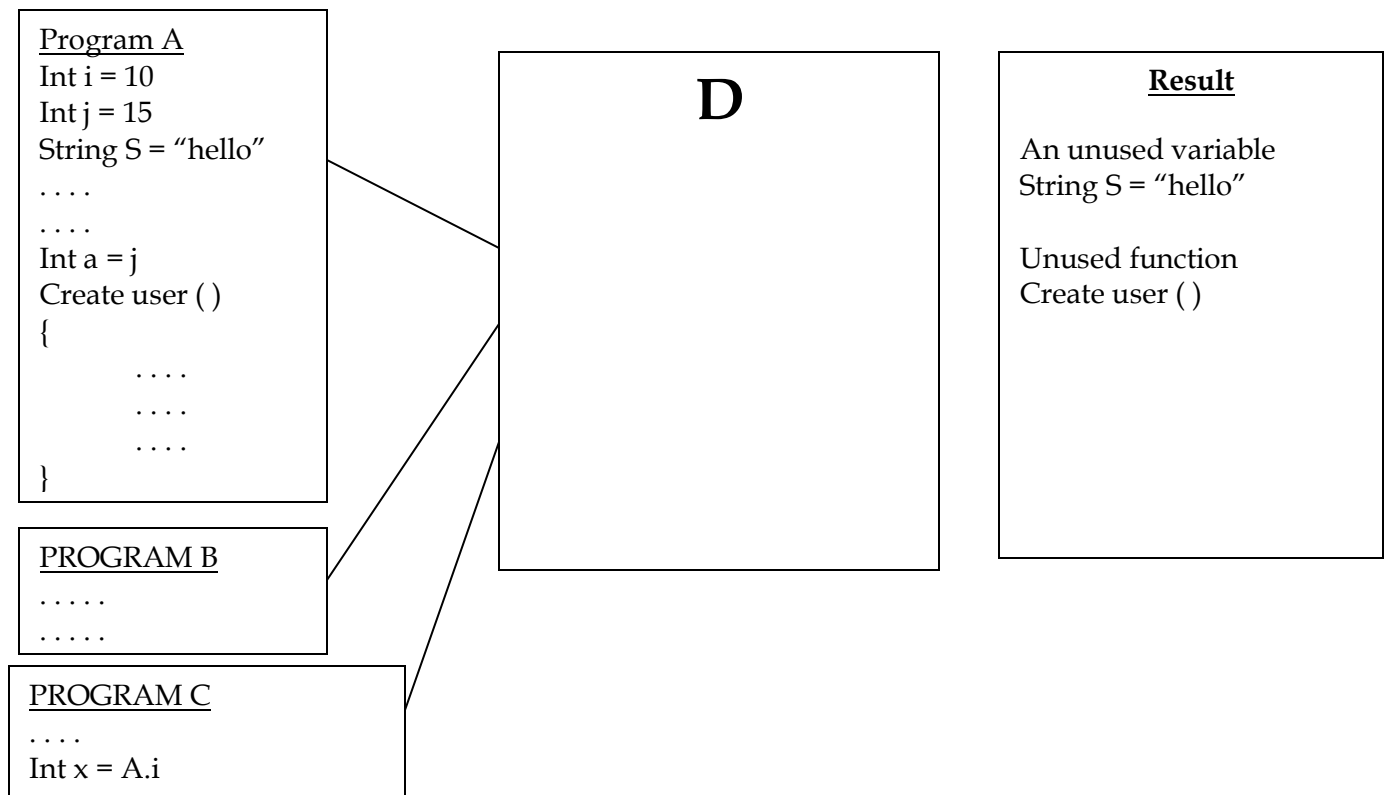 Program A
Int i = 10
Int j = 15
String S = “hello”
. . . .
. . . .
Int a = j
Create user ( )
{
. . . .
. . . .
. . . .
}
PROGRAM B
. . . . .
. . . . .
PROGRAM C
. . . .
Int x = A.i
D
Result
An unused variable
String S = “hello”
Unused function
Create user ( )